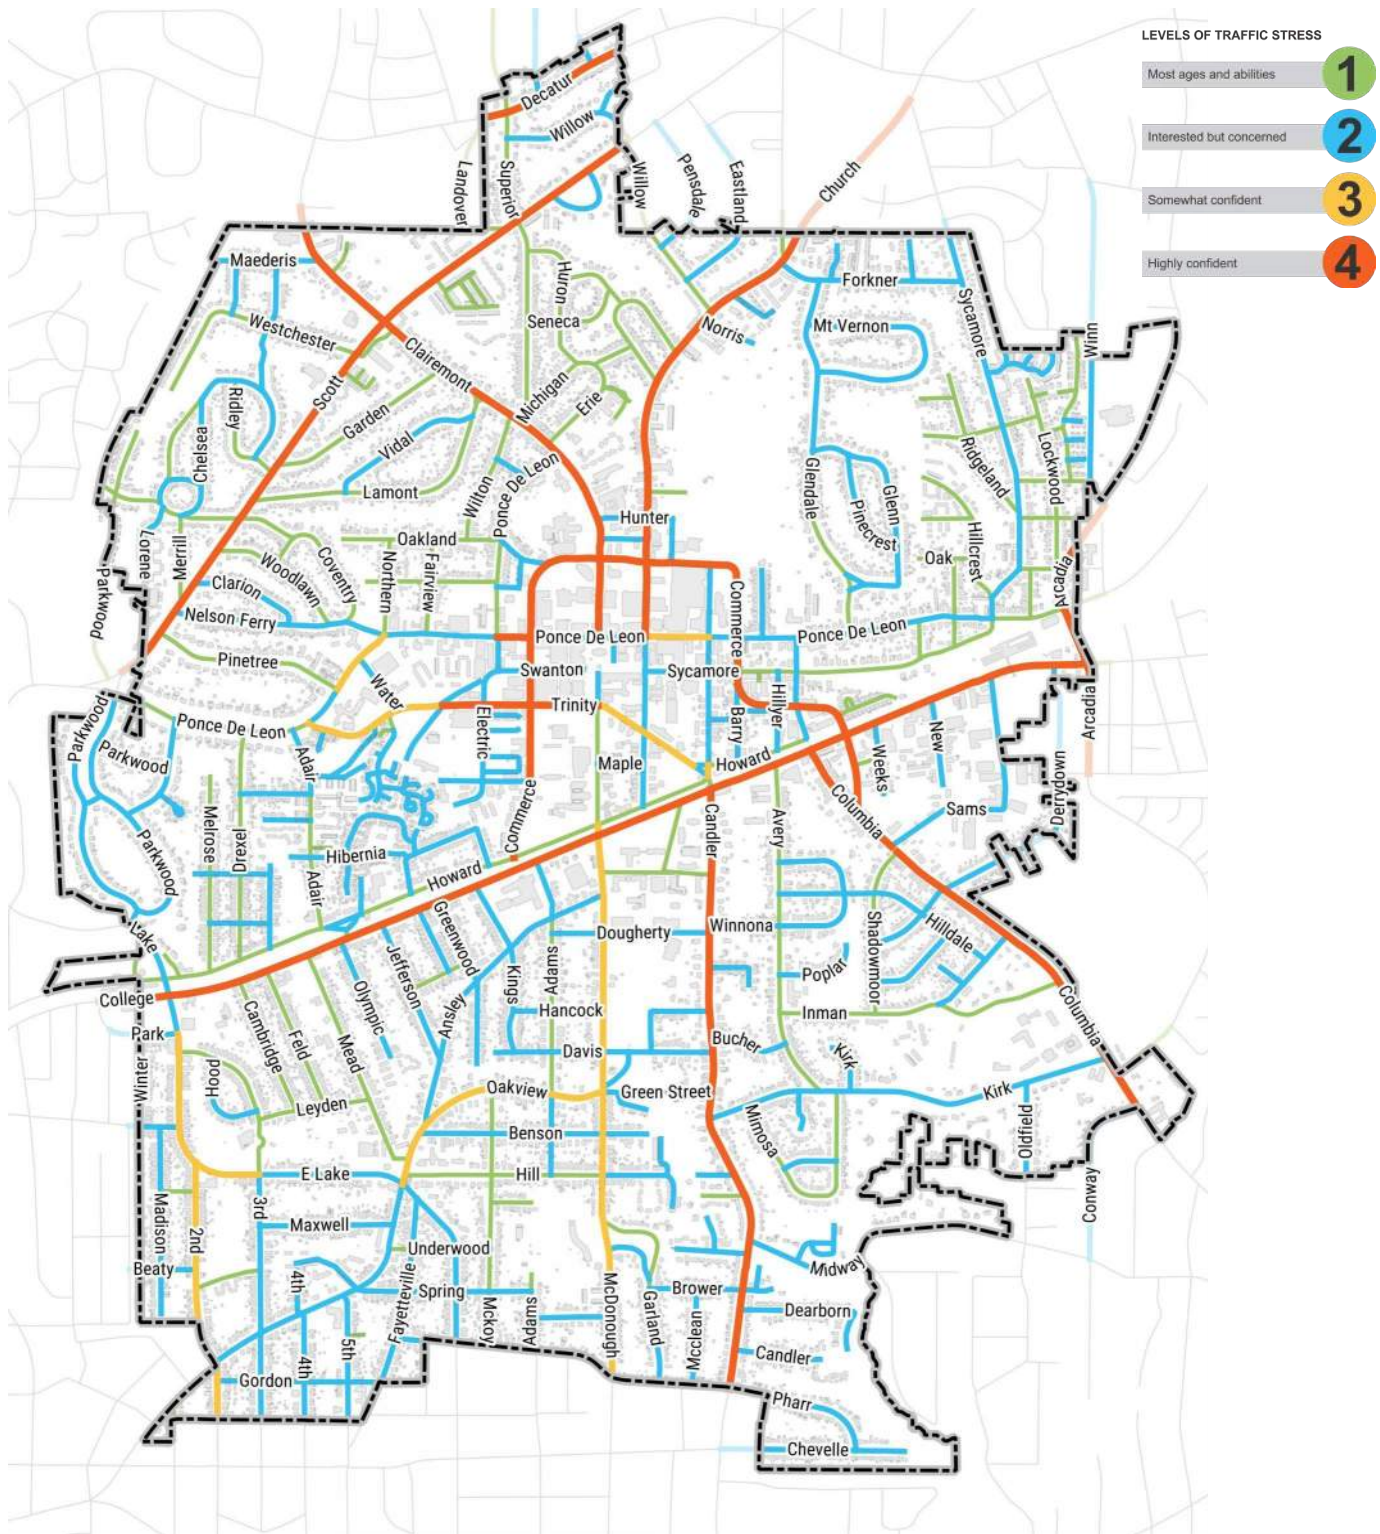 LEVELS OF TRAFFIC STRESS
Most ages and abilities 1
Interested but concerned 2
Somewhat confident 3
Highly confident 4
Decatur
Willow
Landover
Superior
Willow
Pensdale
Eastland
Church
Maederis
Huron
Forkner
Westchester
Seneca
Norris
Mt Vernon
Sycamore
Winn
Clairemont
Scott
Ridley
Garden
Michigan
Erie
Chelsea
Vidal
Lamont
Wilton
Ponce De Leon
Glendale
Glenn
Pinecrest
Ridgeland
Lockwood
Hunter
Lorene
Merrill
Oakland
Woodlawn
Coventry
Northern
Fairview
Oak
Hillcrest
Arcadia
Parkwood
Clarion
Nelson Ferry
Commerce
Ponce De Leon
Ponce De Leon
Pinetree
Swanton
Sycamore
Water
Parkwood
Ponce De Leon
Trinity
Electric
Barry
Hillyer
Arcadia
Parkwood
Adair
Maple
Howard
Weeks
New
Derrydown
Melrose
Drexel
Commerce
Candler
Avery
Columbia
Sams
Parkwood
Hibernia
Adair
Howard
Lake
Greenwood
Dougherty
Winnona
Shadowmoor
Hilldale
College
Jefferson
Olympic
Kings
Adams
Poplar
Park
Cambridge
Feld
Mead
Ansley
Hancock
Inman
Columbia
Winter
Hood
Davis
Bucher
Kirk
Leyden
Oakview
Green Street
Kirk
Benson
Mimosa
Oldfield
E Lake
Hill
Conway
Madison
2nd
3rd
Maxwell
Underwood
Beaty
4th
Spring
Midway
Brower
Fayetteville
Mckoy
Adams
McDonough
Garland
Mcclean
Dearborn
4th
5th
Candler
Gordon
Pharr
Chevelle